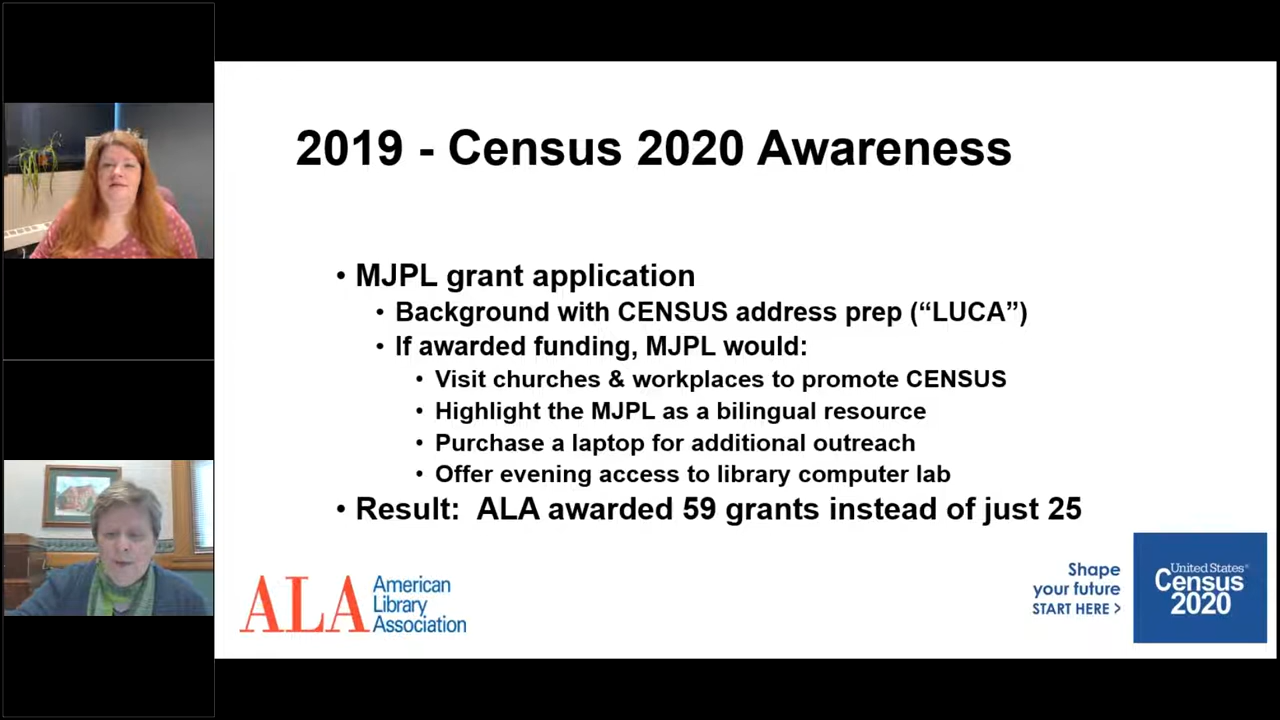 2019 - Census 2020 Awareness
• MJPL grant application
• Background with CENSUS address prep (“LUCA”)
• If awarded funding, MJPL would:
• Visit churches & workplaces to promote CENSUS
• Highlight the MJPL as a bilingual resource
• Purchase a laptop for additional outreach
• Offer evening access to library computer lab
• Result:  ALA awarded 59 grants instead of just 25
ALA American
Library
Association
Shape
your future
START HERE >
United States®
Census
2020